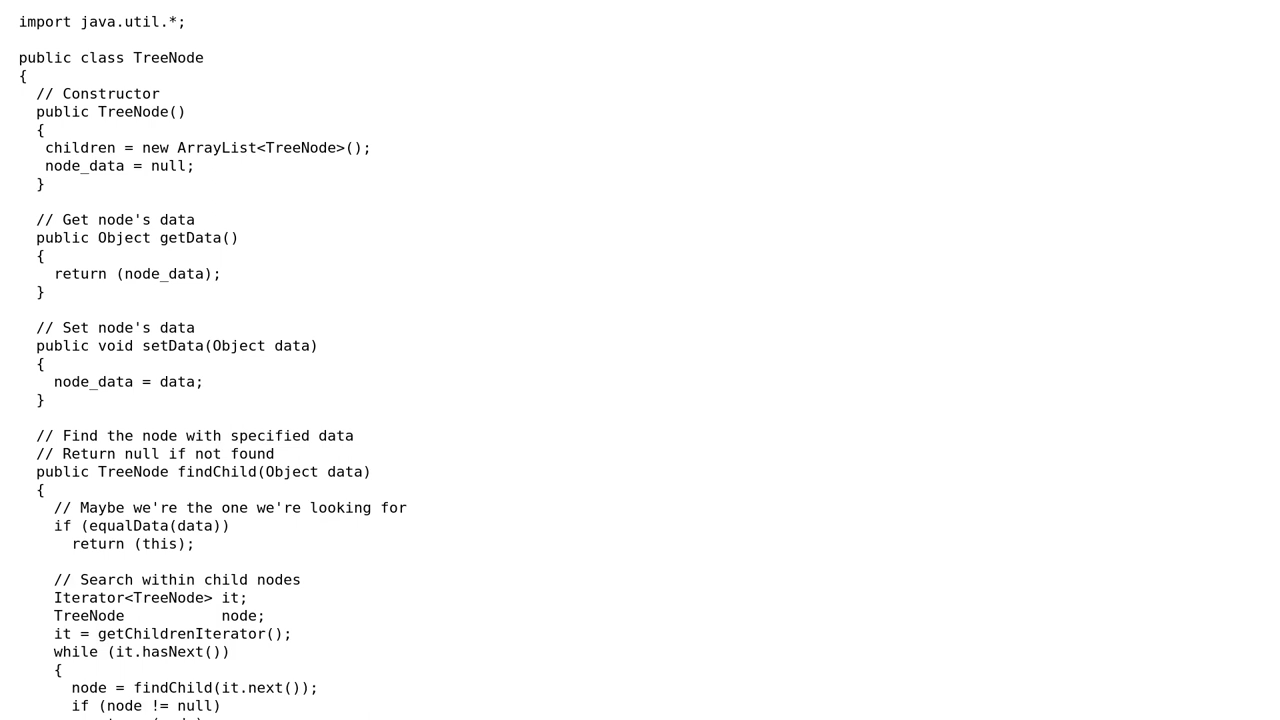 import java.util.*;

public class TreeNode
{
  // Constructor
  public TreeNode()
  {
   children = new ArrayList<TreeNode>();
   node_data = null;
  }

  // Get node's data
  public Object getData()
  {
    return (node_data);
  }

  // Set node's data
  public void setData(Object data)
  {
    node_data = data;
  }

  // Find the node with specified data
  // Return null if not found
  public TreeNode findChild(Object data)
  {
    // Maybe we're the one we're looking for
    if (equalData(data))
      return (this);

    // Search within child nodes
    Iterator<TreeNode> it;
    TreeNode           node;
    it = getChildrenIterator();
    while (it.hasNext())
    {
      node = findChild(it.next());
      if (node != null)